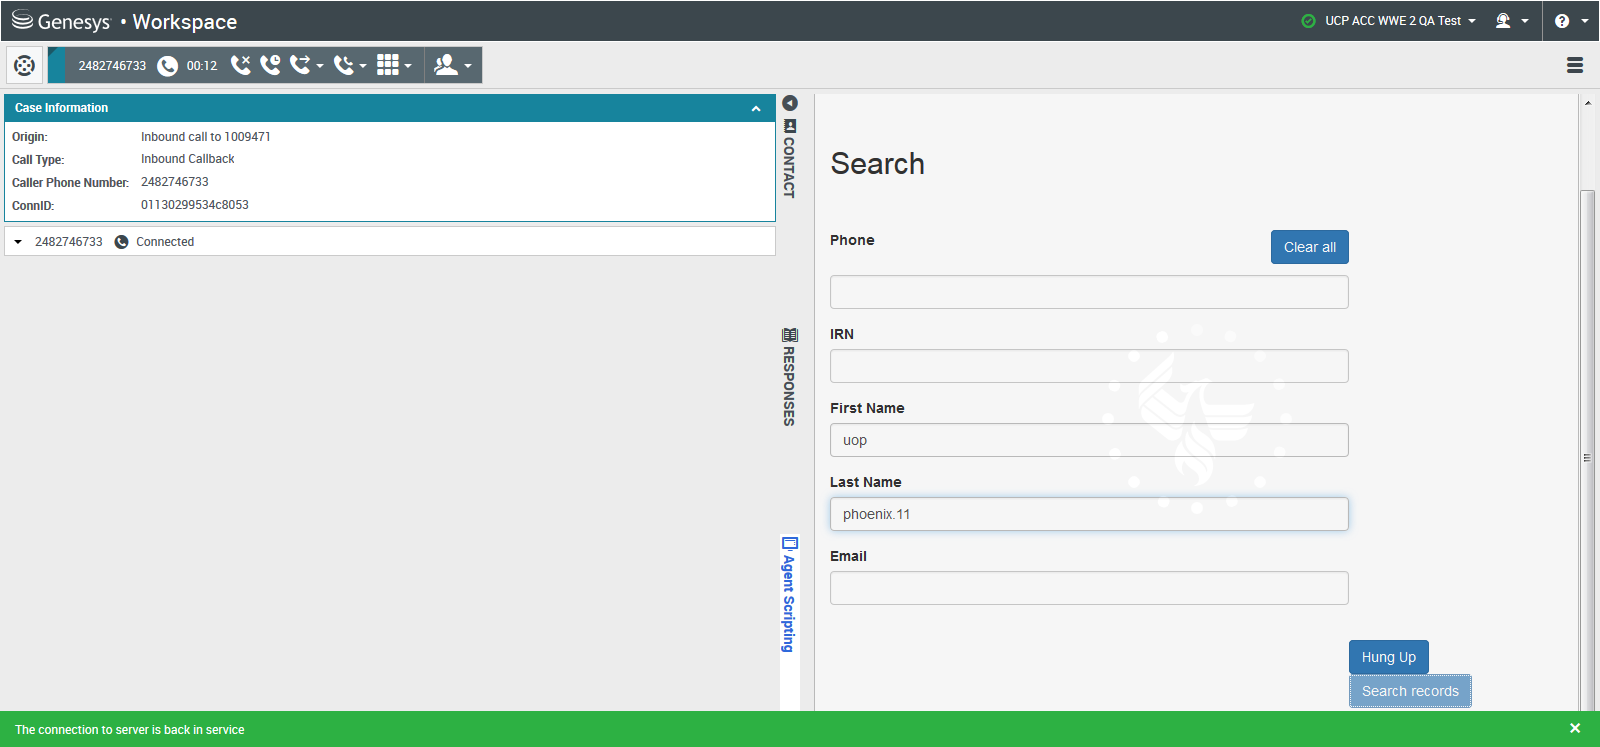 Genesys • Workspace
UCP ACC WWE 2 QA Test
?
2482746733 00:12
Case Information
Origin: Inbound call to 1009471
Call Type: Inbound Callback
Caller Phone Number: 2482746733
ConnID: 01130299534c8053
2482746733 Connected
CONTACT
RESPONSES
Agent Scripting
Search
Phone
Clear all
IRN
First Name
uop
Last Name
phoenix.11
Email
Hung Up
Search records
The connection to server is back in service